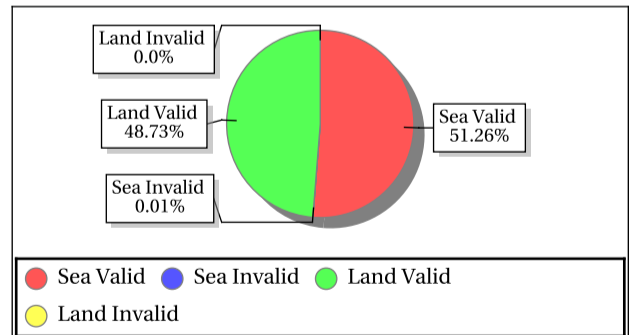 Land Invalid
0.0%
Land Valid
48.73%
Sea Valid
51.26%
Sea Invalid
0.01%
Sea Valid Sea Invalid Land Valid
Land Invalid